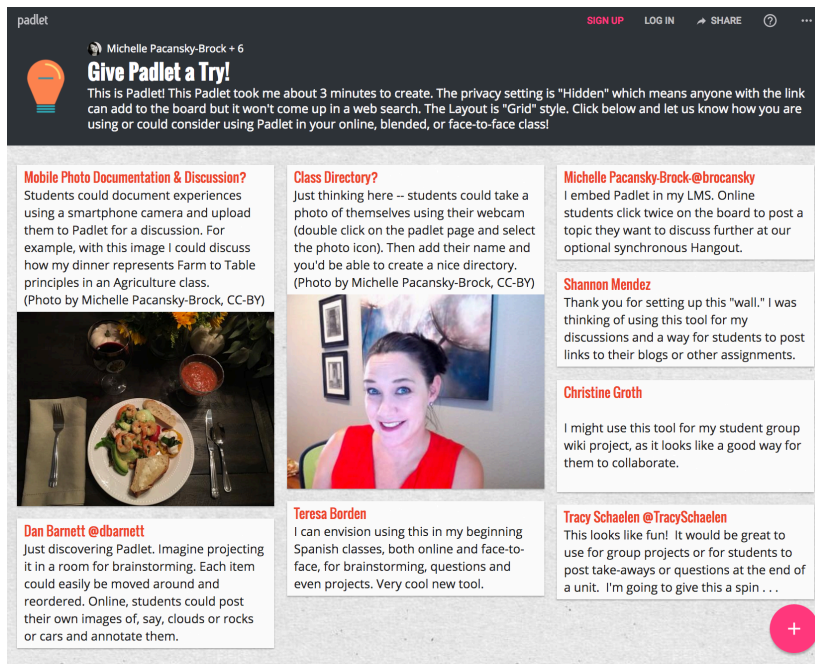 padlet
SIGN UP
LOG IN
SHARE
Michelle Pacansky-Brock + 6
Give Padlet a Try!
This is Padlet! This Padlet took me about 3 minutes to create. The privacy setting is "Hidden" which means anyone with the link
can add to the board but it won't come up in a web search. The Layout is "Grid" style. Click below and let us know how you are
using or could consider using Padlet in your online, blended, or face-to-face class!
Mobile Photo Documentation & Discussion?
Students could document experiences
using a smartphone camera and upload
them to Padlet for a discussion. For
example, with this image I could discuss
how my dinner represents Farm to Table
principles in an Agriculture class.
(Photo by Michelle Pacansky-Brock, CC-BY)
Dan Barnett @dbarnett
Just discovering Padlet. Imagine projecting
it in a room for brainstorming. Each item
could easily be moved around and
reordered. Online, students could post
their own images of, say, clouds or rocks
or cars and annotate them.
Class Directory?
Just thinking here -- students could take a
photo of themselves using their webcam
(double click on the padlet page and select
the photo icon). Then add their name and
you'd be able to create a nice directory.
(Photo by Michelle Pacansky-Brock, CC-BY)
Teresa Borden
I can envision using this in my beginning
Spanish classes, both online and face-to-
face, for brainstorming, questions and
even projects. Very cool new tool.
Michelle Pacansky-Brock-@brocansky
I embed Padlet in my LMS. Online
students click twice on the board to post a
topic they want to discuss further at our
optional synchronous Hangout.
Shannon Mendez
Thank you for setting up this "wall." I was
thinking of using this tool for my
discussions and a way for students to post
links to their blogs or other assignments.
Christine Groth
I might use this tool for my student group
wiki project, as it looks like a good way for
them to collaborate.
Tracy Schaelen @TracySchaelen
This looks like fun! It would be great to
use for group projects or for students to
post take-aways or questions at the end of
a unit. I'm going to give this a spin . . .